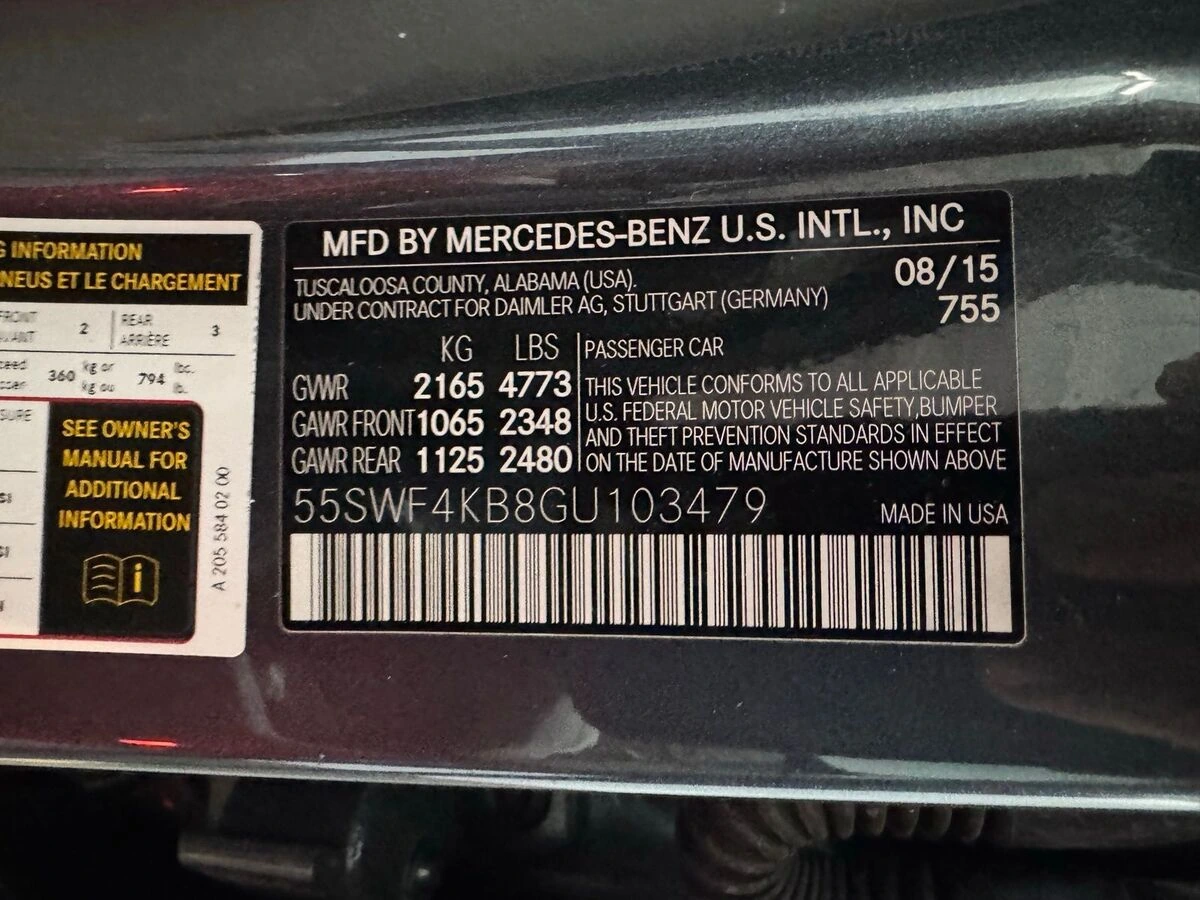 G INFORMATION
NEUS ET LE CHARGEMENT
FRONT
2
REAR
ARRIÈRE
3
360
kg or
kg ou
794
lbs.
lb.
SEE OWNER'S
MANUAL FOR
ADDITIONAL
INFORMATION
i
A 205 584 02 00
MFD BY MERCEDES-BENZ U.S. INTL., INC
TUSCALOOSA COUNTY, ALABAMA (USA).
08/15
UNDER CONTRACT FOR DAIMLER AG, STUTTGART (GERMANY)
755
KG LBS
PASSENGER CAR
GVWR 2165 4773
GAWR FRONT 1065 2348
GAWR REAR 1125 2480
THIS VEHICLE CONFORMS TO ALL APPLICABLE
U.S. FEDERAL MOTOR VEHICLE SAFETY,BUMPER
AND THEFT PREVENTION STANDARDS IN EFFECT
ON THE DATE OF MANUFACTURE SHOWN ABOVE
55SWF4KB8GU103479
MADE IN USA